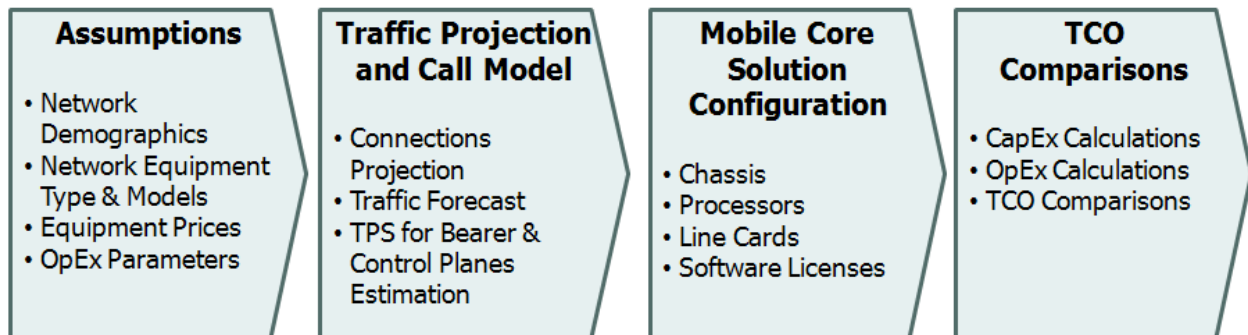 Assumptions
• Network
Demographics
• Network Equipment
Type & Models
• Equipment Prices
• OpEx Parameters
Traffic Projection
and Call Model
• Connections
Projection
• Traffic Forecast
• TPS for Bearer &
Control Planes
Estimation
Mobile Core
Solution
Configuration
• Chassis
• Processors
• Line Cards
• Software Licenses
TCO
Comparisons
• CapEx Calculations
• OpEx Calculations
• TCO Comparisons